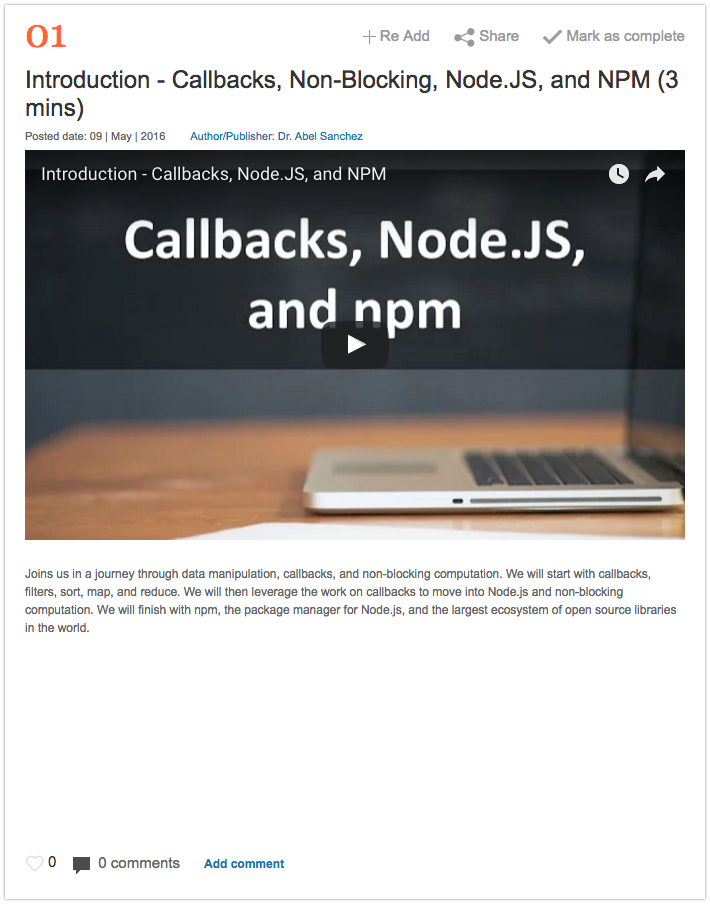 01
Re Add
Share
Mark as complete
Introduction - Callbacks, Non-Blocking, Node.JS, and NPM (3
mins)
Posted date: 09 | May | 2016
Author/Publisher: Dr. Abel Sanchez
Introduction - Callbacks, Node.JS, and NPM
Callbacks, Node.JS,
and npm
Joins us in a journey through data manipulation, callbacks, and non-blocking computation. We will start with callbacks,
filters, sort, map, and reduce. We will then leverage the work on callbacks to move into Node.js and non-blocking
computation. We will finish with npm, the package manager for Node.js, and the largest ecosystem of open source libraries
in the world.
0
0 comments
Add comment